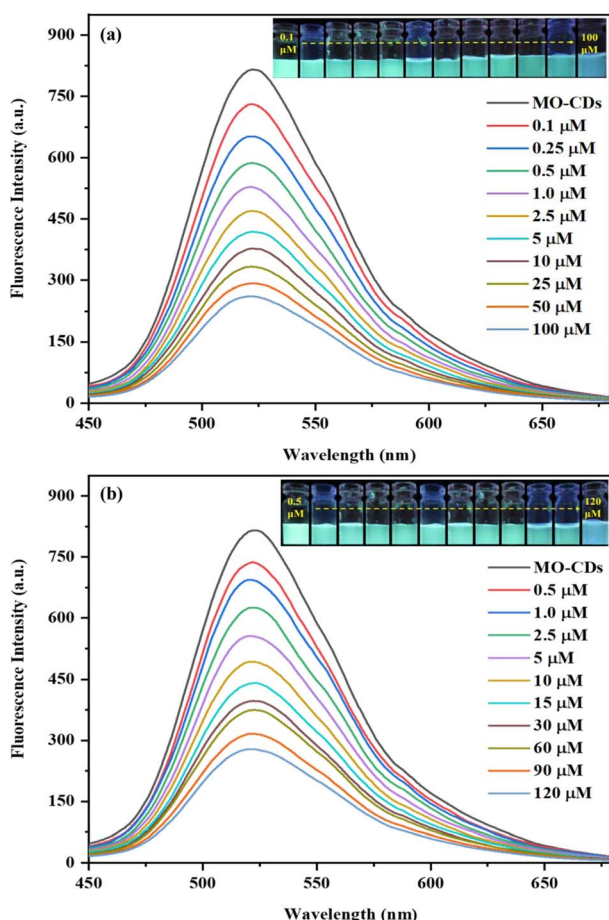 (a)
0.1
μM
100
μM
900
750
600
450
300
150
0
Fluorescence Intensity (a.u.)
MO-CDs
0.1 μM
0.25 μM
0.5 μM
1.0 μM
2.5 μM
5 μM
10 μM
25 μM
50 μM
100 μM
450 500 550 600 650
Wavelength (nm)
(b)
0.5
μM
120
μM
900
750
600
450
300
150
0
Fluorescence Intensity (a.u.)
MO-CDs
0.5 μM
1.0 μM
2.5 μM
5 μM
10 μM
15 μM
30 μM
60 μM
90 μM
120 μM
450 500 550 600 650
Wavelength (nm)